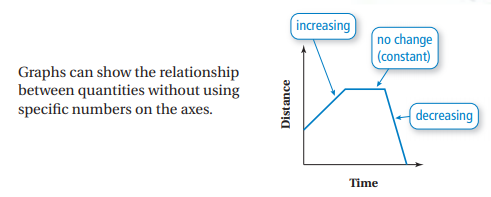 Graphs can show the relationship
between quantities without using
specific numbers on the axes.
increasing
no change
(constant)
decreasing
Distance
Time